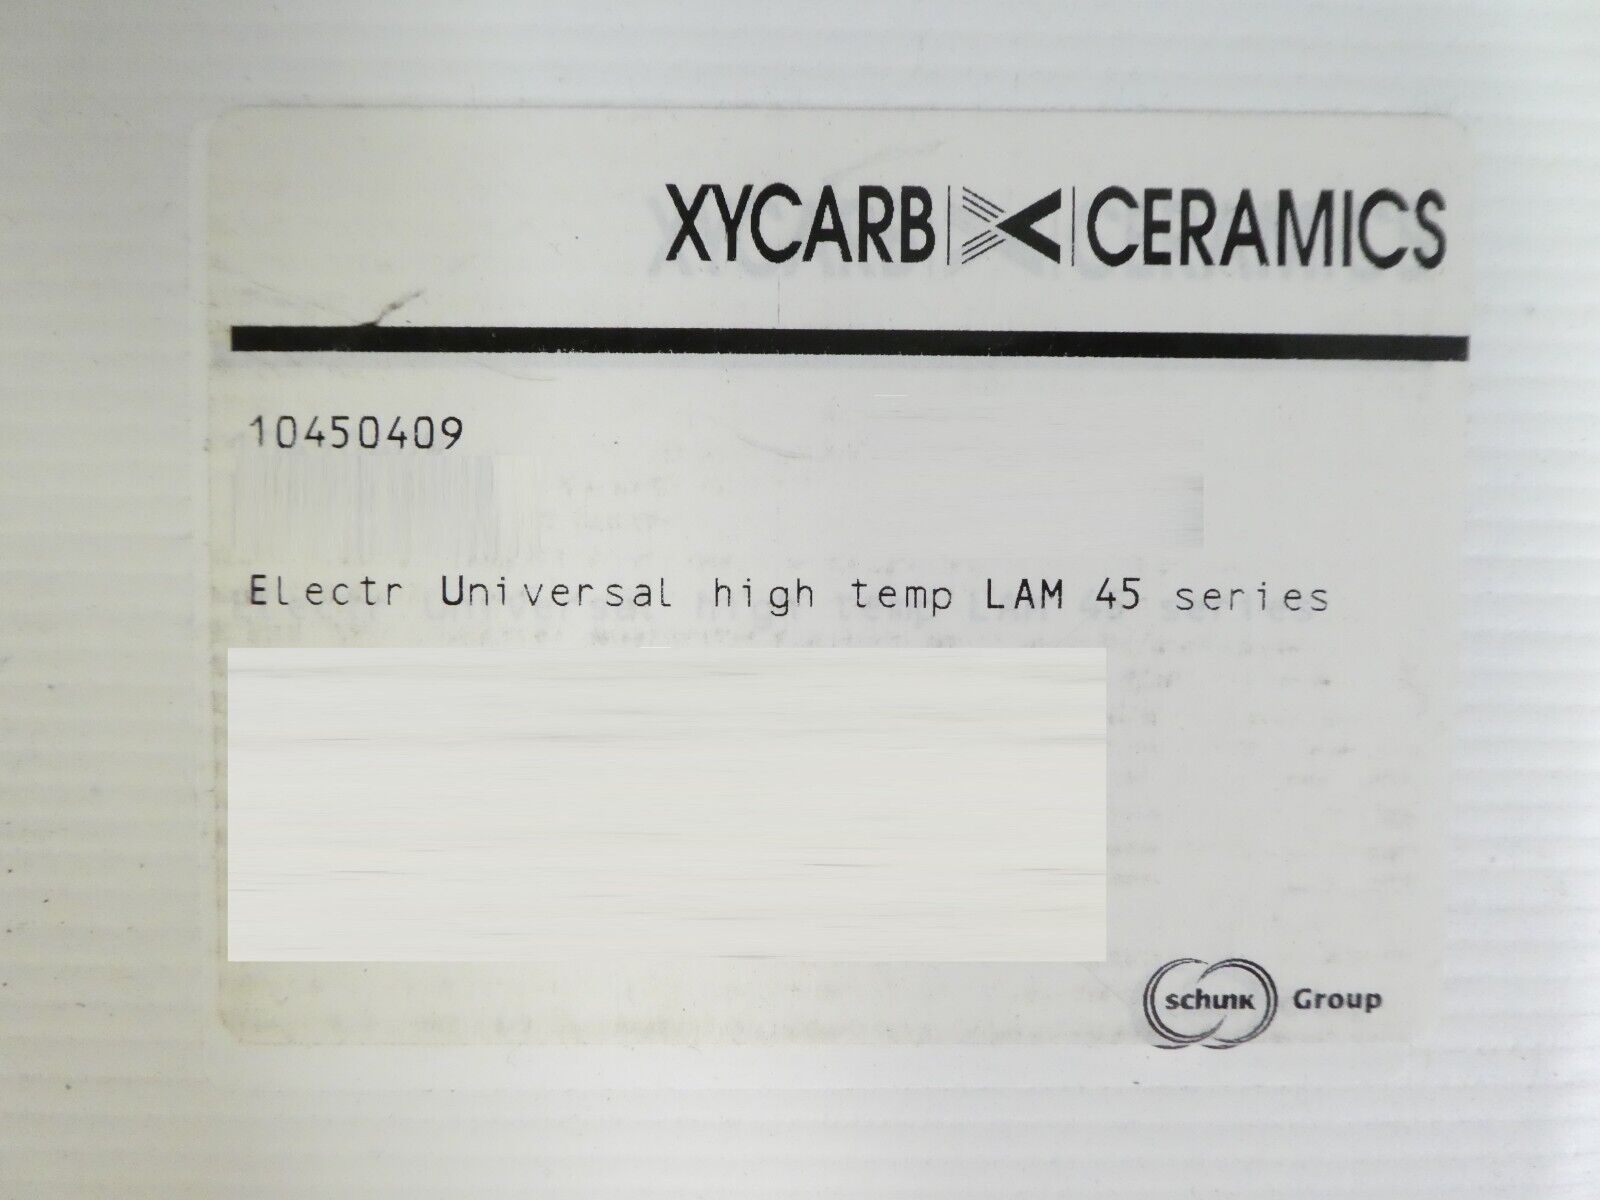 XYCARB CERAMICS
10450409
Electr Universal high temp LAM 45 series
schunk Group